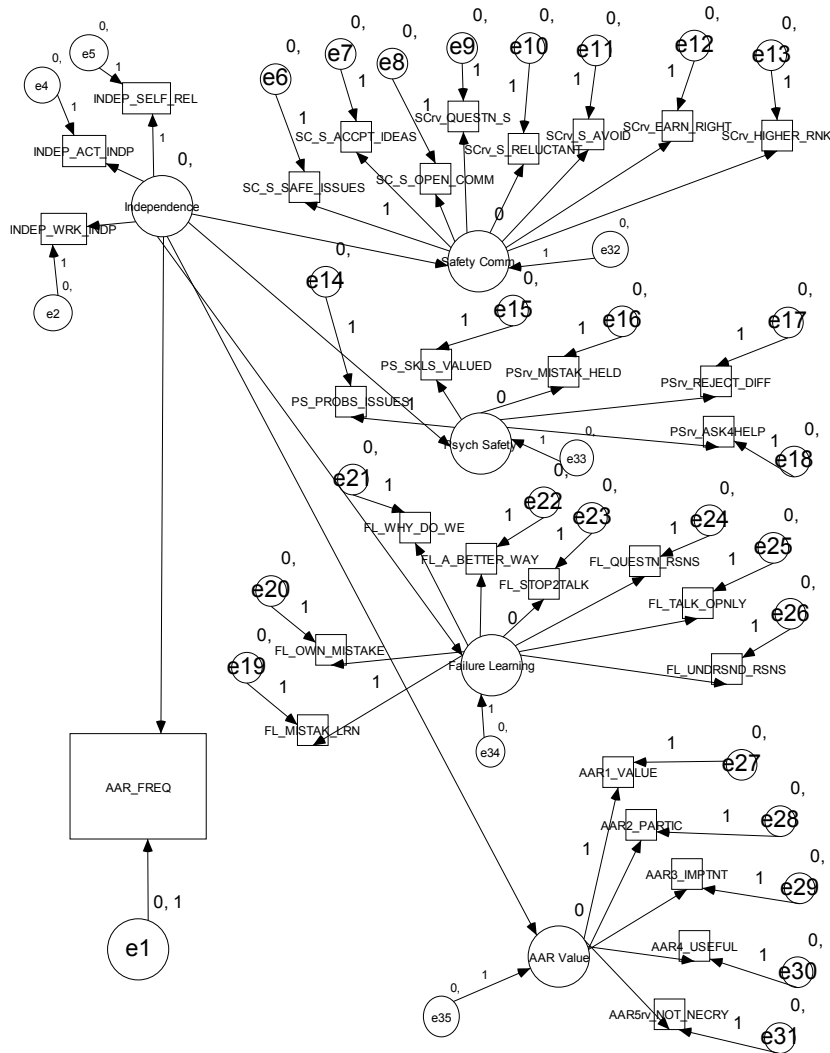 0,
e5
1
INDEP_SELF_REL
1
0,
e4
1
INDEP_ACT_INDP
0,
Independence
INDEP_WRK_INDP
1
0,
e2
0,
e6
1
SC_S_SAFE_ISSUES
1
0,
e7
1
SC_S_ACCPT_IDEAS
0,
e8
1
SC_S_OPEN_COMM
0,
e9
1
SCrv_QUESTN_S
0,
e10
1
SCrv_S_RELUCTANT
0,
e11
1
SCrv_S_AVOID
0,
e12
1
SCrv_EARN_RIGHT
0,
e13
1
SCrv_HIGHER_RNK
0
Safety Comm
1
0,
e32
0,
e14
1
PS_PROBS_ISSUES
1
0,
e15
1
PS_SKLS_VALUED
0,
e16
1
PSrv_MISTAK_HELD
0,
e17
1
PSrv_REJECT_DIFF
PSrv_ASK4HELP
1
0,
e18
0
Psych Safety
1
0,
e33
0,
e21
1
FL_WHY_DO_WE
0,
e22
1
FL_A_BETTER_WAY
0,
e23
1
FL_STOP2TALK
0,
e24
1
FL_QUESTN_RSNS
0,
e25
1
FL_TALK_OPNLY
0,
e26
1
FL_UNDRSND_RSNS
0,
e20
1
FL_OWN_MISTAKE
0,
e19
1
FL_MISTAK_LRN
1
0
Failure Learning
1
0,
e34
AAR_FREQ
0, 1
e1
0,
e27
1
AAR1_VALUE
1
0,
e28
1
AAR2_PARTIC
0,
e29
1
AAR3_IMPTNT
0,
e30
1
AAR4_USEFUL
0,
e31
1
AAR5rv_NOT_NECRY
0
AAR Value
1
0,
e35